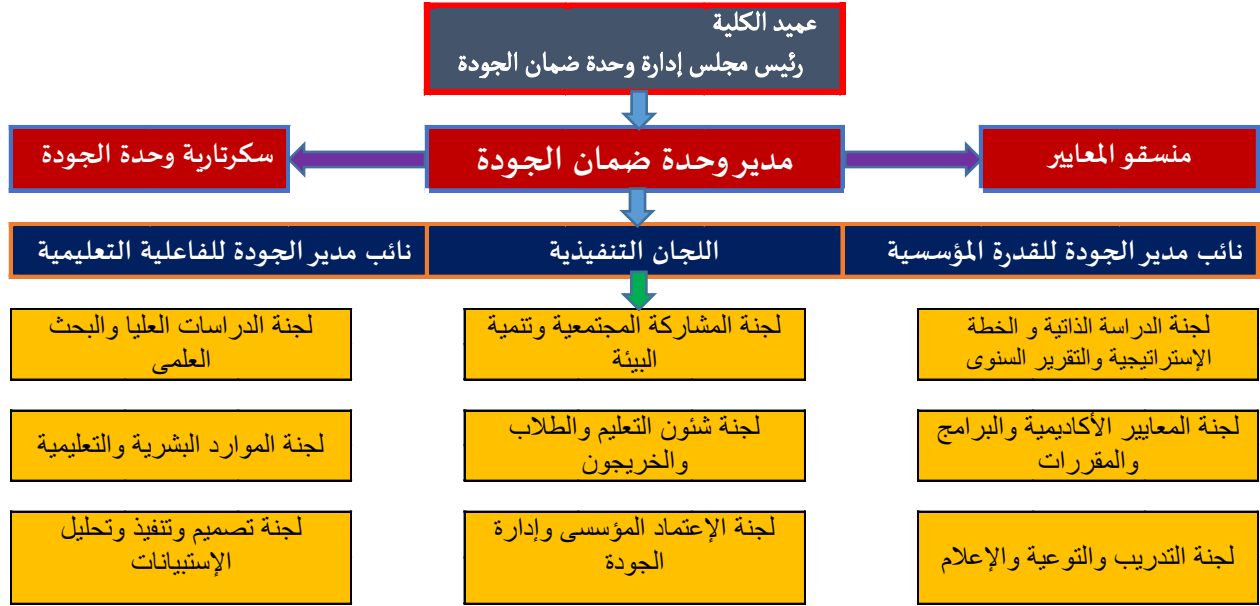 عميد الكلية
رئيس مجلس إدارة وحدة ضمان الجودة
منسقو المعايير
مدير وحدة ضمان الجودة
سكرتارية وحدة الجودة
نائب مدير الجودة للقدرة المؤسسية
اللجان التنفيذية
نائب مدير الجودة للفاعلية التعليمية
لجنة الدراسة الذاتية و الخطة
الإستراتيجية والتقرير السنوى
لجنة المشاركة المجتمعية وتنمية
البيئة
لجنة الدراسات العليا والبحث
العلمى
لجنة المعايير الأكاديمية والبرامج
والمقررات
لجنة شئون التعليم والطلاب
والخريجون
لجنة الموارد البشرية والتعليمية
لجنة التدريب والتوعية والإعلام
لجنة الإعتماد المؤسسى وإدارة
الجودة
لجنة تصميم وتنفيذ وتحليل
الإستبيانات